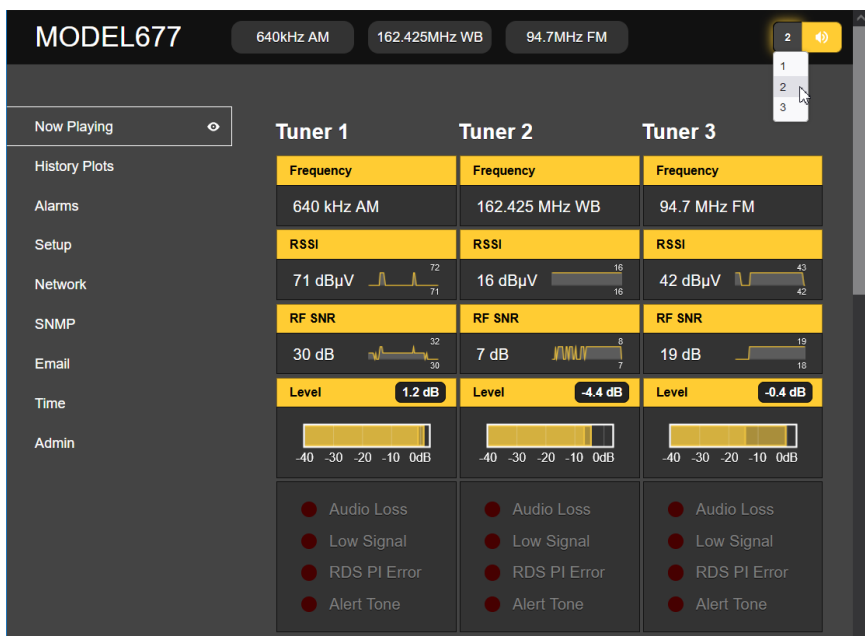 MODEL677 640kHz AM 162.425MHz WB 94.7MHz FM 2
1
2
3
Now Playing
History Plots
Alarms
Setup
Network
SNMP
Email
Time
Admin
Tuner 1 Tuner 2 Tuner 3
Frequency Frequency Frequency
640 kHz AM 162.425 MHz WB 94.7 MHz FM
RSSI RSSI RSSI
71 dBµV 72 71 16 dBµV 16 16 42 dBµV 43 42
RF SNR RF SNR RF SNR
30 dB 32 30 7 dB 8 7 19 dB 19 18
Level 1.2 dB Level -4.4 dB Level -0.4 dB
-40 -30 -20 -10 0dB -40 -30 -20 -10 0dB -40 -30 -20 -10 0dB
Audio Loss Audio Loss Audio Loss
Low Signal Low Signal Low Signal
RDS PI Error RDS PI Error RDS PI Error
Alert Tone Alert Tone Alert Tone